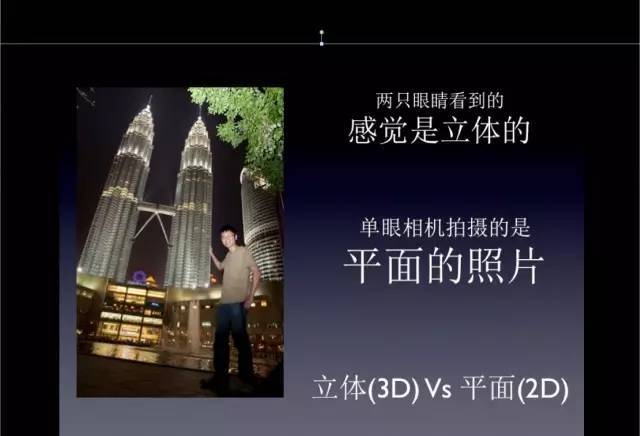 两只眼睛看到的
感觉是立体的
单眼相机拍摄的是
平面的照片
立体(3D) Vs 平面(2D)